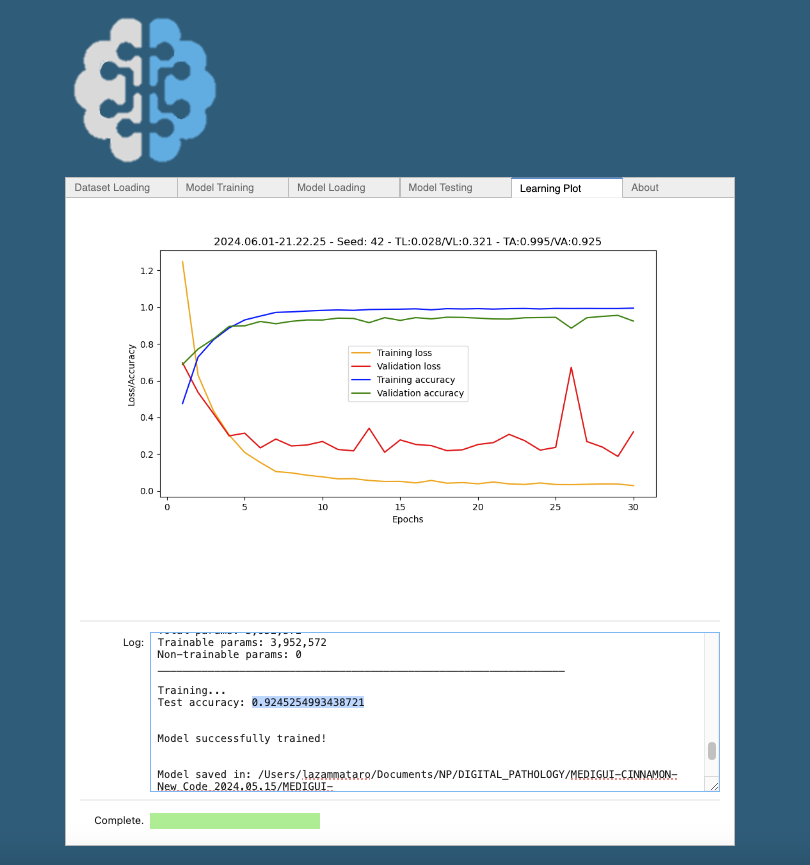 Dataset Loading Model Training Model Loading Model Testing Learning Plot About
2024.06.01-21.22.25 - Seed: 42 - TL:0.028/VL:0.321 - TA:0.995/VA:0.925
1.2
1.0
0.8
0.6
0.4
0.2
0.0
Loss/Accuracy
Training loss
Validation loss
Training accuracy
Validation accuracy
0 5 10 15 20 25 30
Epochs
Log:
Trainable params: 3,952,572
Non-trainable params: 0
Training...
Test accuracy: 0.9245254993438721
Model successfully trained!
Model saved in: /Users/lazammataro/Documents/NP/DIGITAL_PATHOLOGY/MEDIGUI-CINNAMON-
New Code 2024.05.15/MEDIGUI-
Complete.